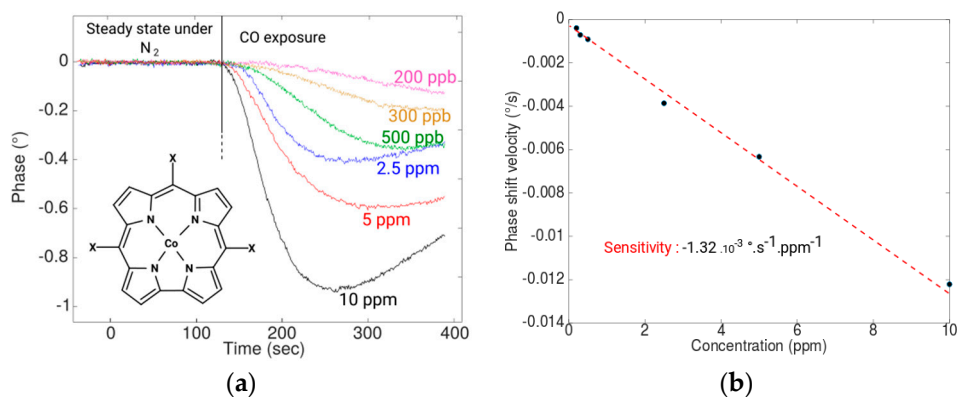 Steady state under
N2
CO exposure
0
-0.2
-0.4
-0.6
-0.8
-1
Phase (°)
200 ppb
300 ppb
500 ppb
2.5 ppm
5 ppm
10 ppm
X
N
N
X
Co
X
N
N
0
100
200
300
400
Time (sec)
(a)
0
-0.002
-0.004
-0.006
-0.008
-0.01
-0.012
-0.014
Phase shift velocity (°/s)
Sensitivity : -1.32 .10-3 °.s-1.ppm-1
0
2
4
6
8
10
Concentration (ppm)
(b)